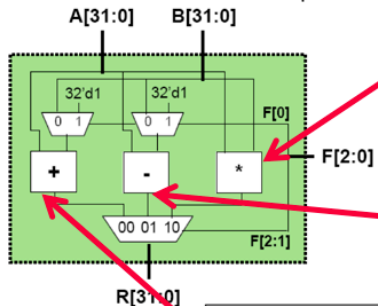 A[31:0] B[31:0]
32'd1 32'd1
0 1 0 1
F[0]
F[2:0]
+ - *
00 01 10
F[2:1]
R[31:0]